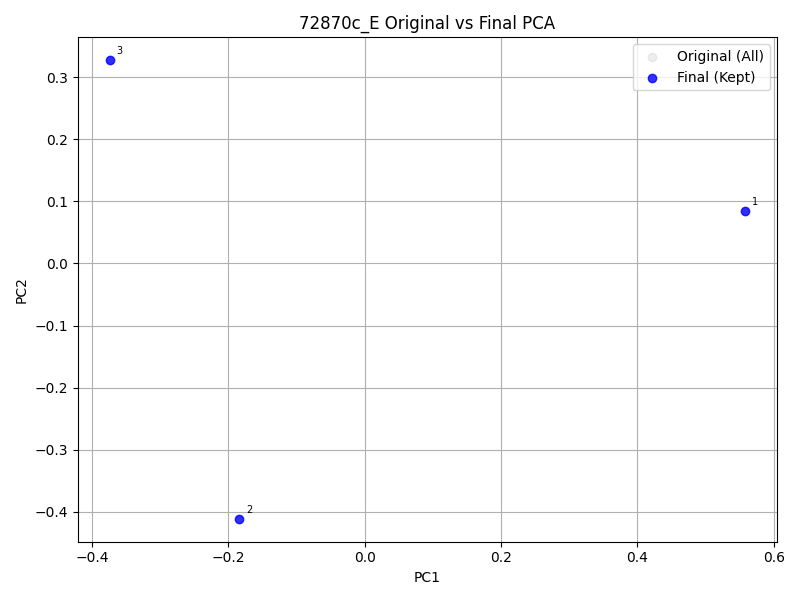 72870c_E Original vs Final PCA
Original (All)
Final (Kept)
3
1
2
0.3
0.2
0.1
0.0
−0.1
−0.2
−0.3
−0.4
PC2
−0.4 −0.2 0.0 0.2 0.4 0.6
PC1